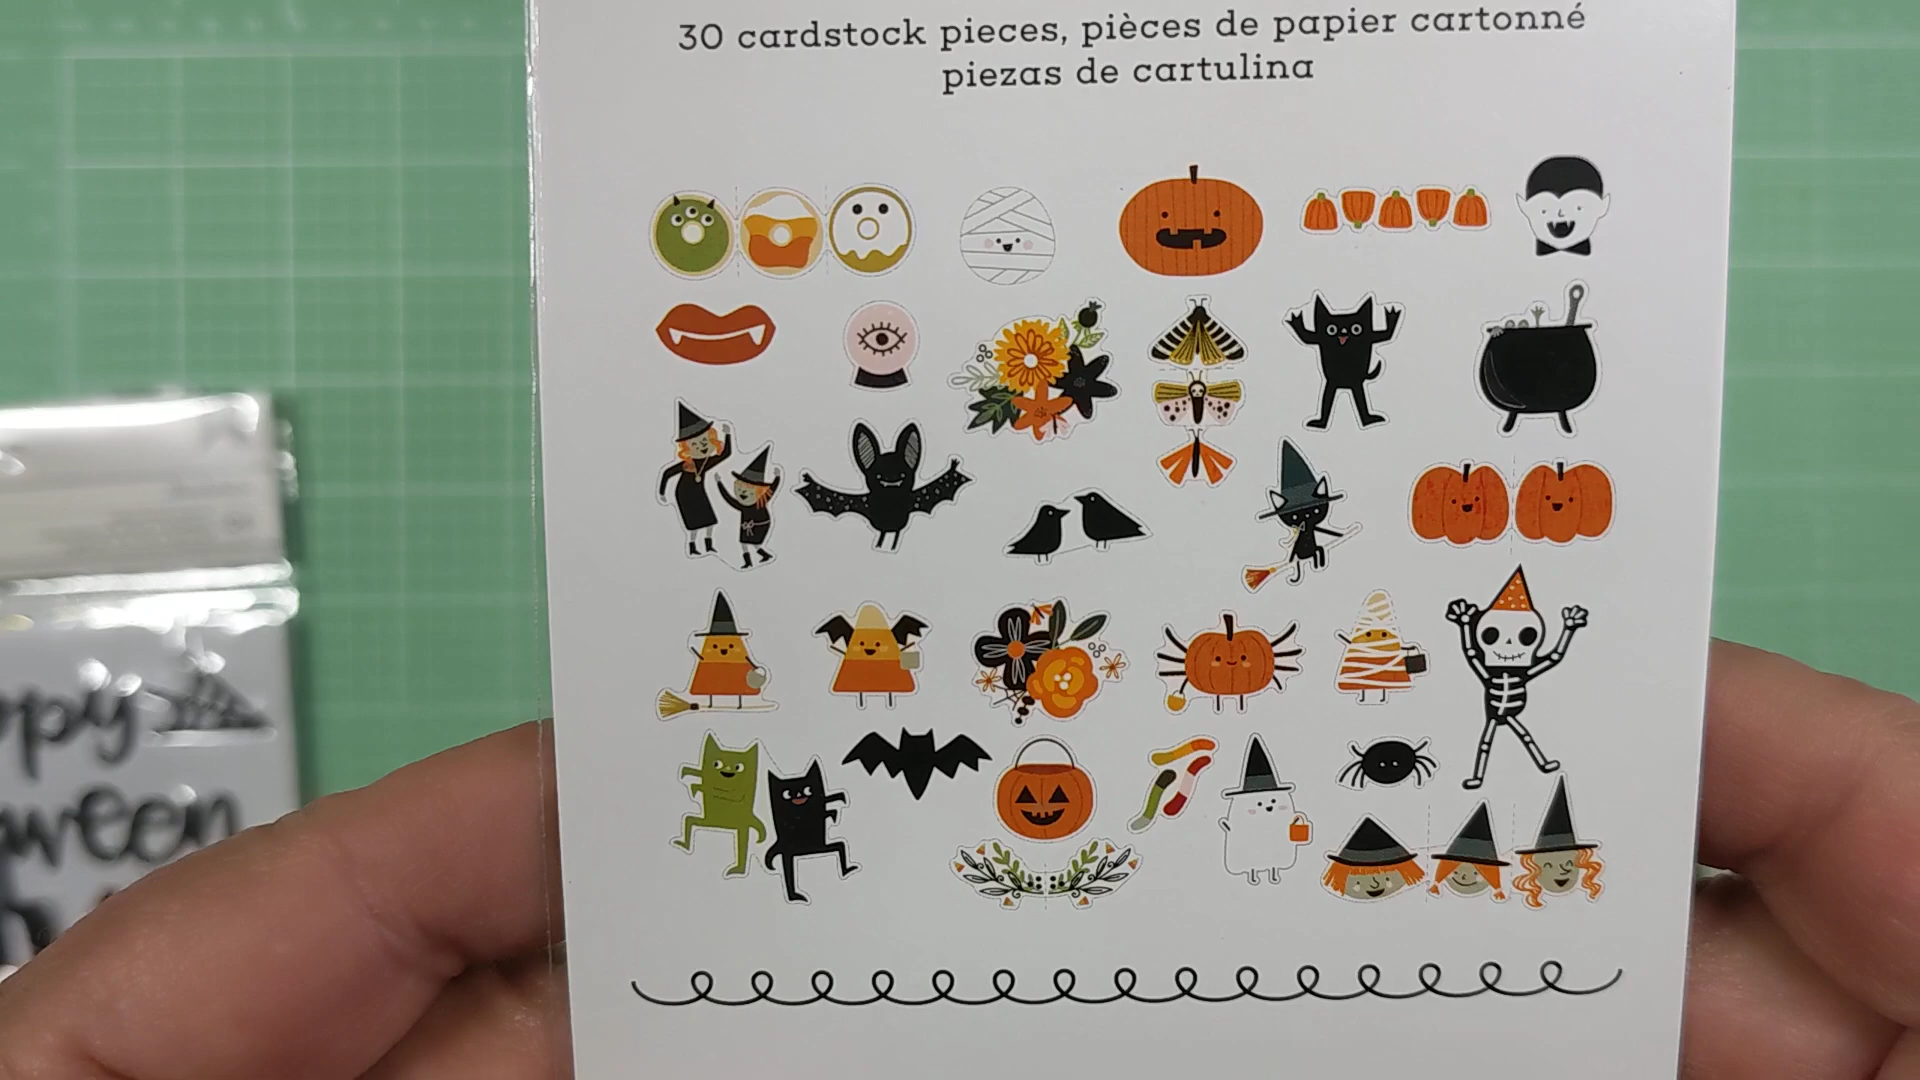 30 cardstock pieces, pièces de papier cartonné
piezas de cartulina